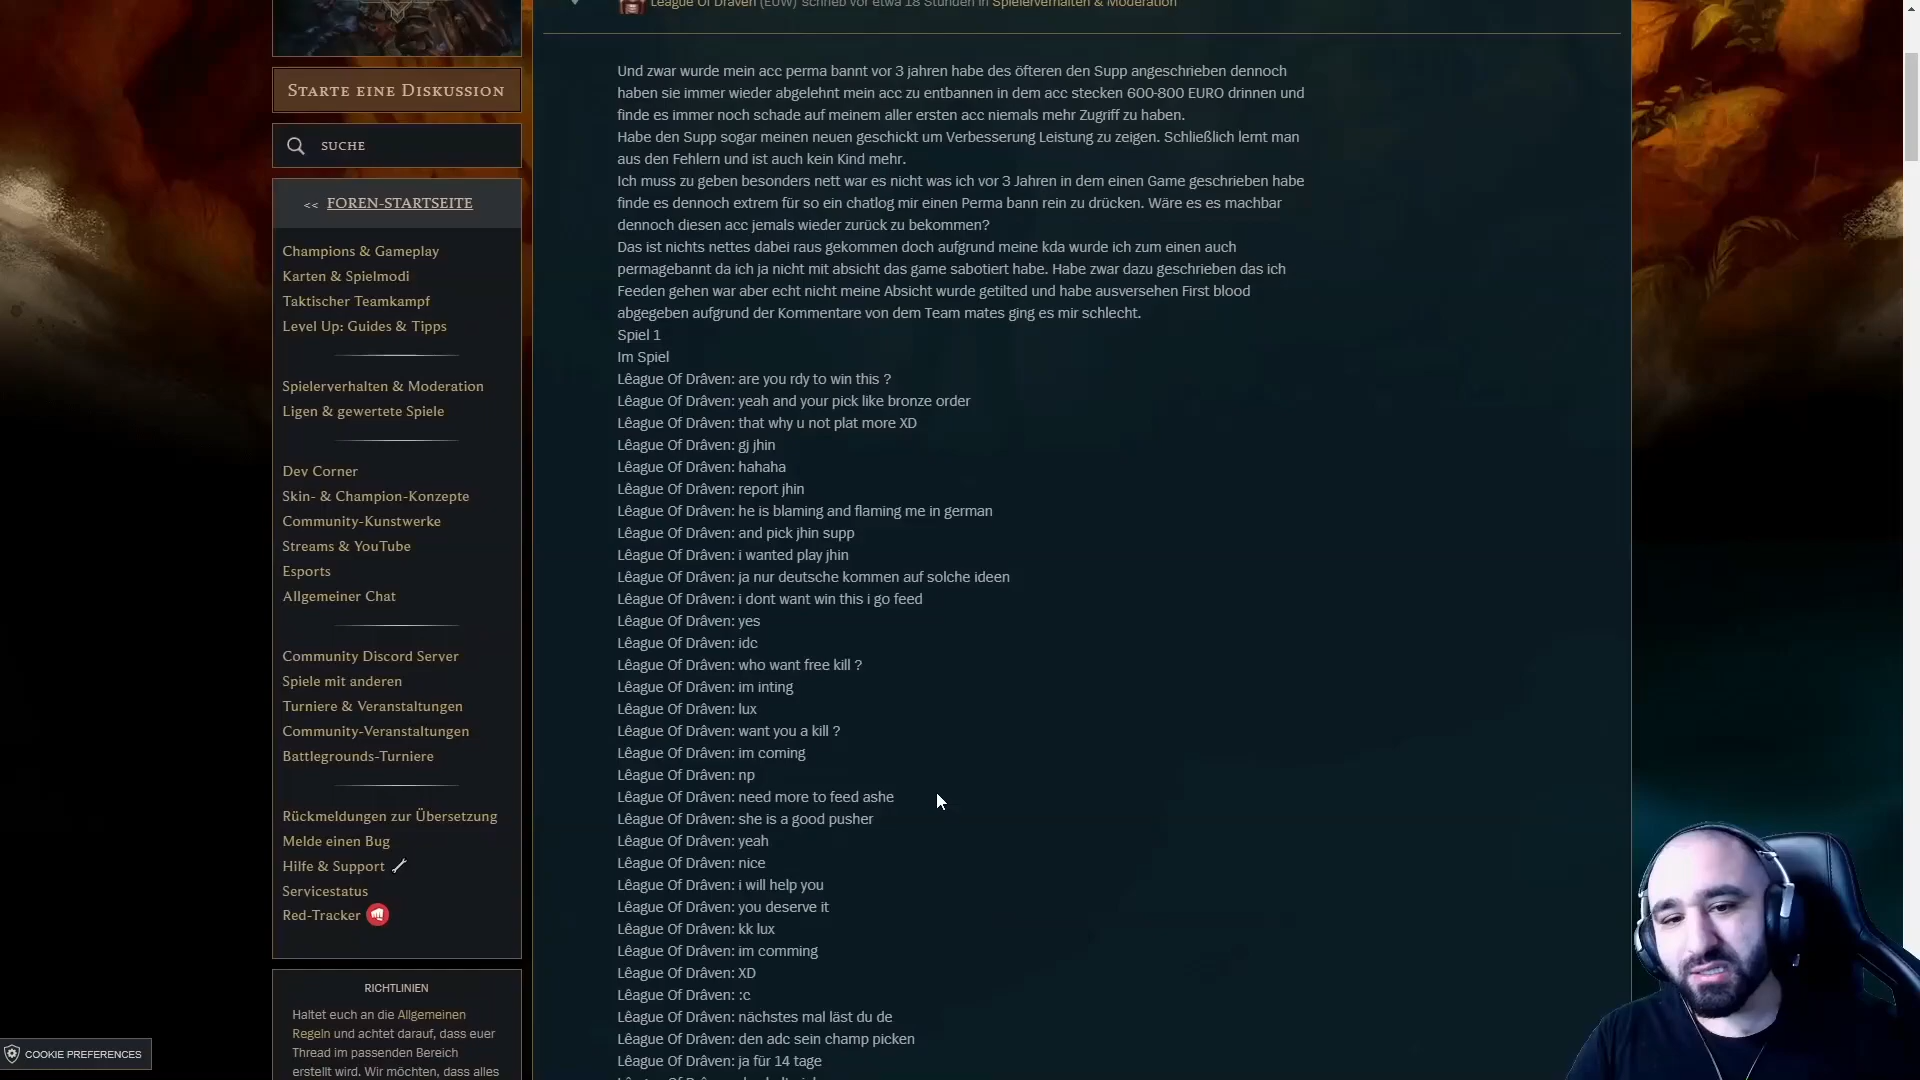 Lêague Of Drâven (EUW) schrieb vor etwa 18 Stunden in Spielerverhalten & Moderation
STARTE EINE DISKUSSION
SUCHE
<< FOREN-STARTSEITE
Champions & Gameplay
Karten & Spielmodi
Taktischer Teamkampf
Level Up: Guides & Tipps
Spielerverhalten & Moderation
Ligen & gewertete Spiele
Dev Corner
Skin- & Champion-Konzepte
Community-Kunstwerke
Streams & YouTube
Esports
Allgemeiner Chat
Community Discord Server
Spiele mit anderen
Turniere & Veranstaltungen
Community-Veranstaltungen
Battlegrounds-Turniere
Rückmeldungen zur Übersetzung
Melde einen Bug
Hilfe & Support
Servicestatus
Red-Tracker
RICHTLINIEN
Haltet euch an die Allgemeinen
Regeln und achtet darauf, dass euer
Thread im passenden Bereich
erstellt wird. Wir möchten, dass alles
COOKIE PREFERENCES
Und zwar wurde mein acc perma bannt vor 3 jahren habe des öfteren den Supp angeschrieben dennoch
haben sie immer wieder abgelehnt mein acc zu entbannen in dem acc stecken 600-800 EURO drinnen und
finde es immer noch schade auf meinem aller ersten acc niemals mehr Zugriff zu haben.
Habe den Supp sogar meinen neuen geschickt um Verbesserung Leistung zu zeigen. Schließlich lernt man
aus den Fehlern und ist auch kein Kind mehr.
Ich muss zu geben besonders nett war es nicht was ich vor 3 Jahren in dem einen Game geschrieben habe
finde es dennoch extrem für so ein chatlog mir einen Perma bann rein zu drücken. Wäre es es machbar
dennoch diesen acc jemals wieder zurück zu bekommen?
Das ist nichts nettes dabei raus gekommen doch aufgrund meine kda wurde ich zum einen auch
permagebannt da ich ja nicht mit absicht das game sabotiert habe. Habe zwar dazu geschrieben das ich
Feeden gehen war aber echt nicht meine Absicht wurde getilted und habe ausversehen First blood
abgegeben aufgrund der Kommentare von dem Team mates ging es mir schlecht.
Spiel 1
Im Spiel
Lêague Of Drâven: are you rdy to win this ?
Lêague Of Drâven: yeah and your pick like bronze order
Lêague Of Drâven: that why u not plat more XD
Lêague Of Drâven: gj jhin
Lêague Of Drâven: hahaha
Lêague Of Drâven: report jhin
Lêague Of Drâven: he is blaming and flaming me in german
Lêague Of Drâven: and pick jhin supp
Lêague Of Drâven: i wanted play jhin
Lêague Of Drâven: ja nur deutsche kommen auf solche ideen
Lêague Of Drâven: i dont want win this i go feed
Lêague Of Drâven: yes
Lêague Of Drâven: idc
Lêague Of Drâven: who want free kill ?
Lêague Of Drâven: im inting
Lêague Of Drâven: lux
Lêague Of Drâven: want you a kill ?
Lêague Of Drâven: im coming
Lêague Of Drâven: np
Lêague Of Drâven: need more to feed ashe
Lêague Of Drâven: she is a good pusher
Lêague Of Drâven: yeah
Lêague Of Drâven: nice
Lêague Of Drâven: i will help you
Lêague Of Drâven: you deserve it
Lêague Of Drâven: kk lux
Lêague Of Drâven: im comming
Lêague Of Drâven: XD
Lêague Of Drâven: :c
Lêague Of Drâven: nächstes mal läst du de
Lêague Of Drâven: den adc sein champ picken
Lêague Of Drâven: ja für 14 tage